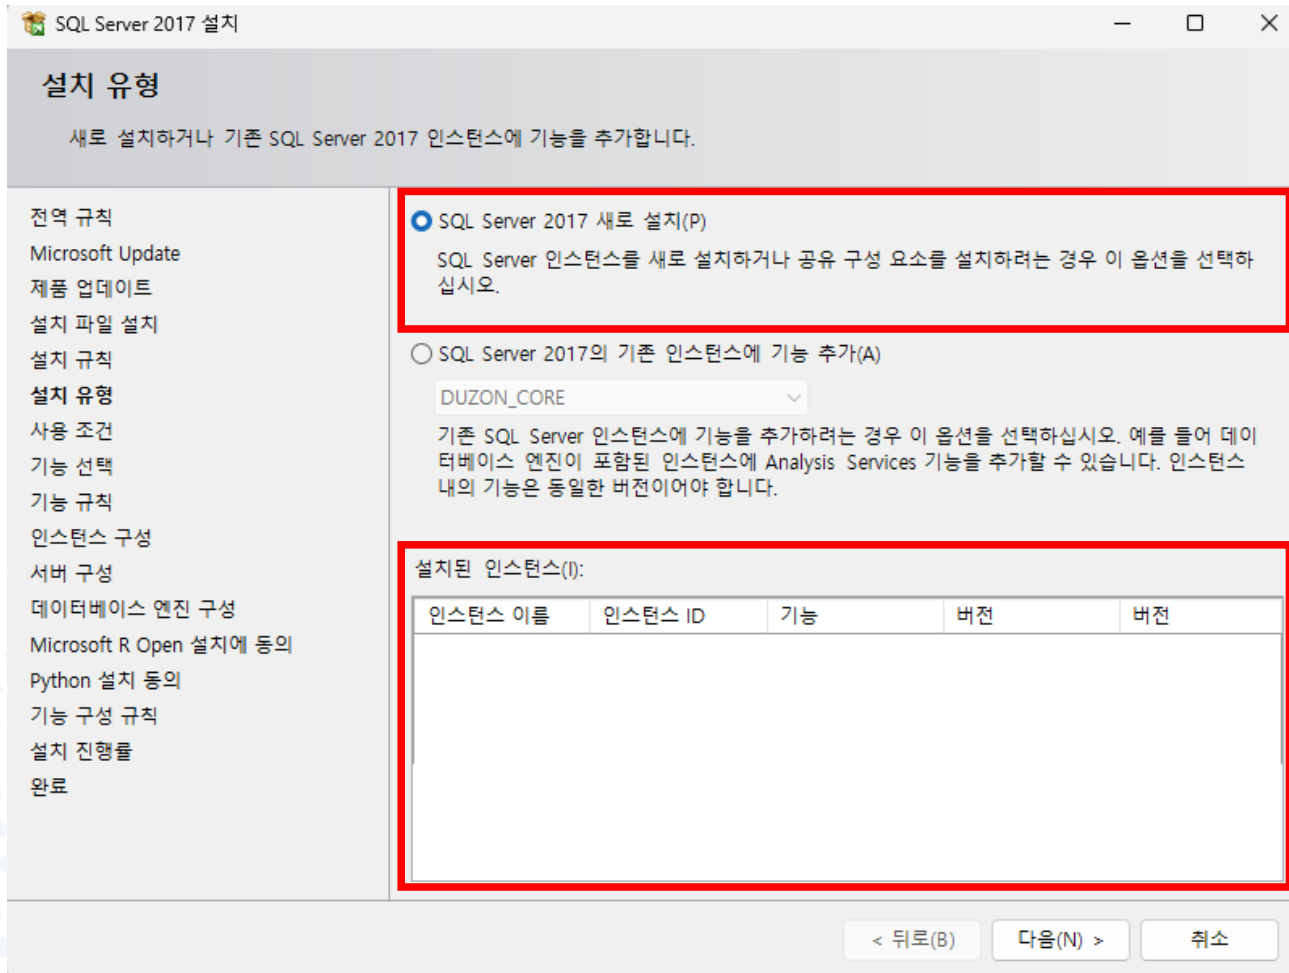 SQL Server 2017 설치
설치 유형
새로 설치하거나 기존 SQL Server 2017 인스턴스에 기능을 추가합니다.
전역 규칙
Microsoft Update
제품 업데이트
설치 파일 설치
설치 규칙
설치 유형
사용 조건
기능 선택
기능 규칙
인스턴스 구성
서버 구성
데이터베이스 엔진 구성
Microsoft R Open 설치에 동의
Python 설치 동의
기능 구성 규칙
설치 진행률
완료
SQL Server 2017 새로 설치(P)
SQL Server 인스턴스를 새로 설치하거나 공유 구성 요소를 설치하려는 경우 이 옵션을 선택하
십시오.
SQL Server 2017의 기존 인스턴스에 기능 추가(A)
DUZON_CORE
기존 SQL Server 인스턴스에 기능을 추가하려는 경우 이 옵션을 선택하십시오. 예를 들어 데이
터베이스 엔진이 포함된 인스턴스에 Analysis Services 기능을 추가할 수 있습니다. 인스턴스
내의 기능은 동일한 버전이어야 합니다.
설치된 인스턴스(I):
인스턴스 이름 인스턴스 ID 기능 버전 버전
< 뒤로(B) 다음(N) > 취소